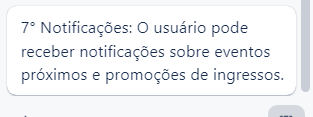 7° Notificações: O usuário pode
receber notificações sobre eventos
próximos e promoções de ingressos.